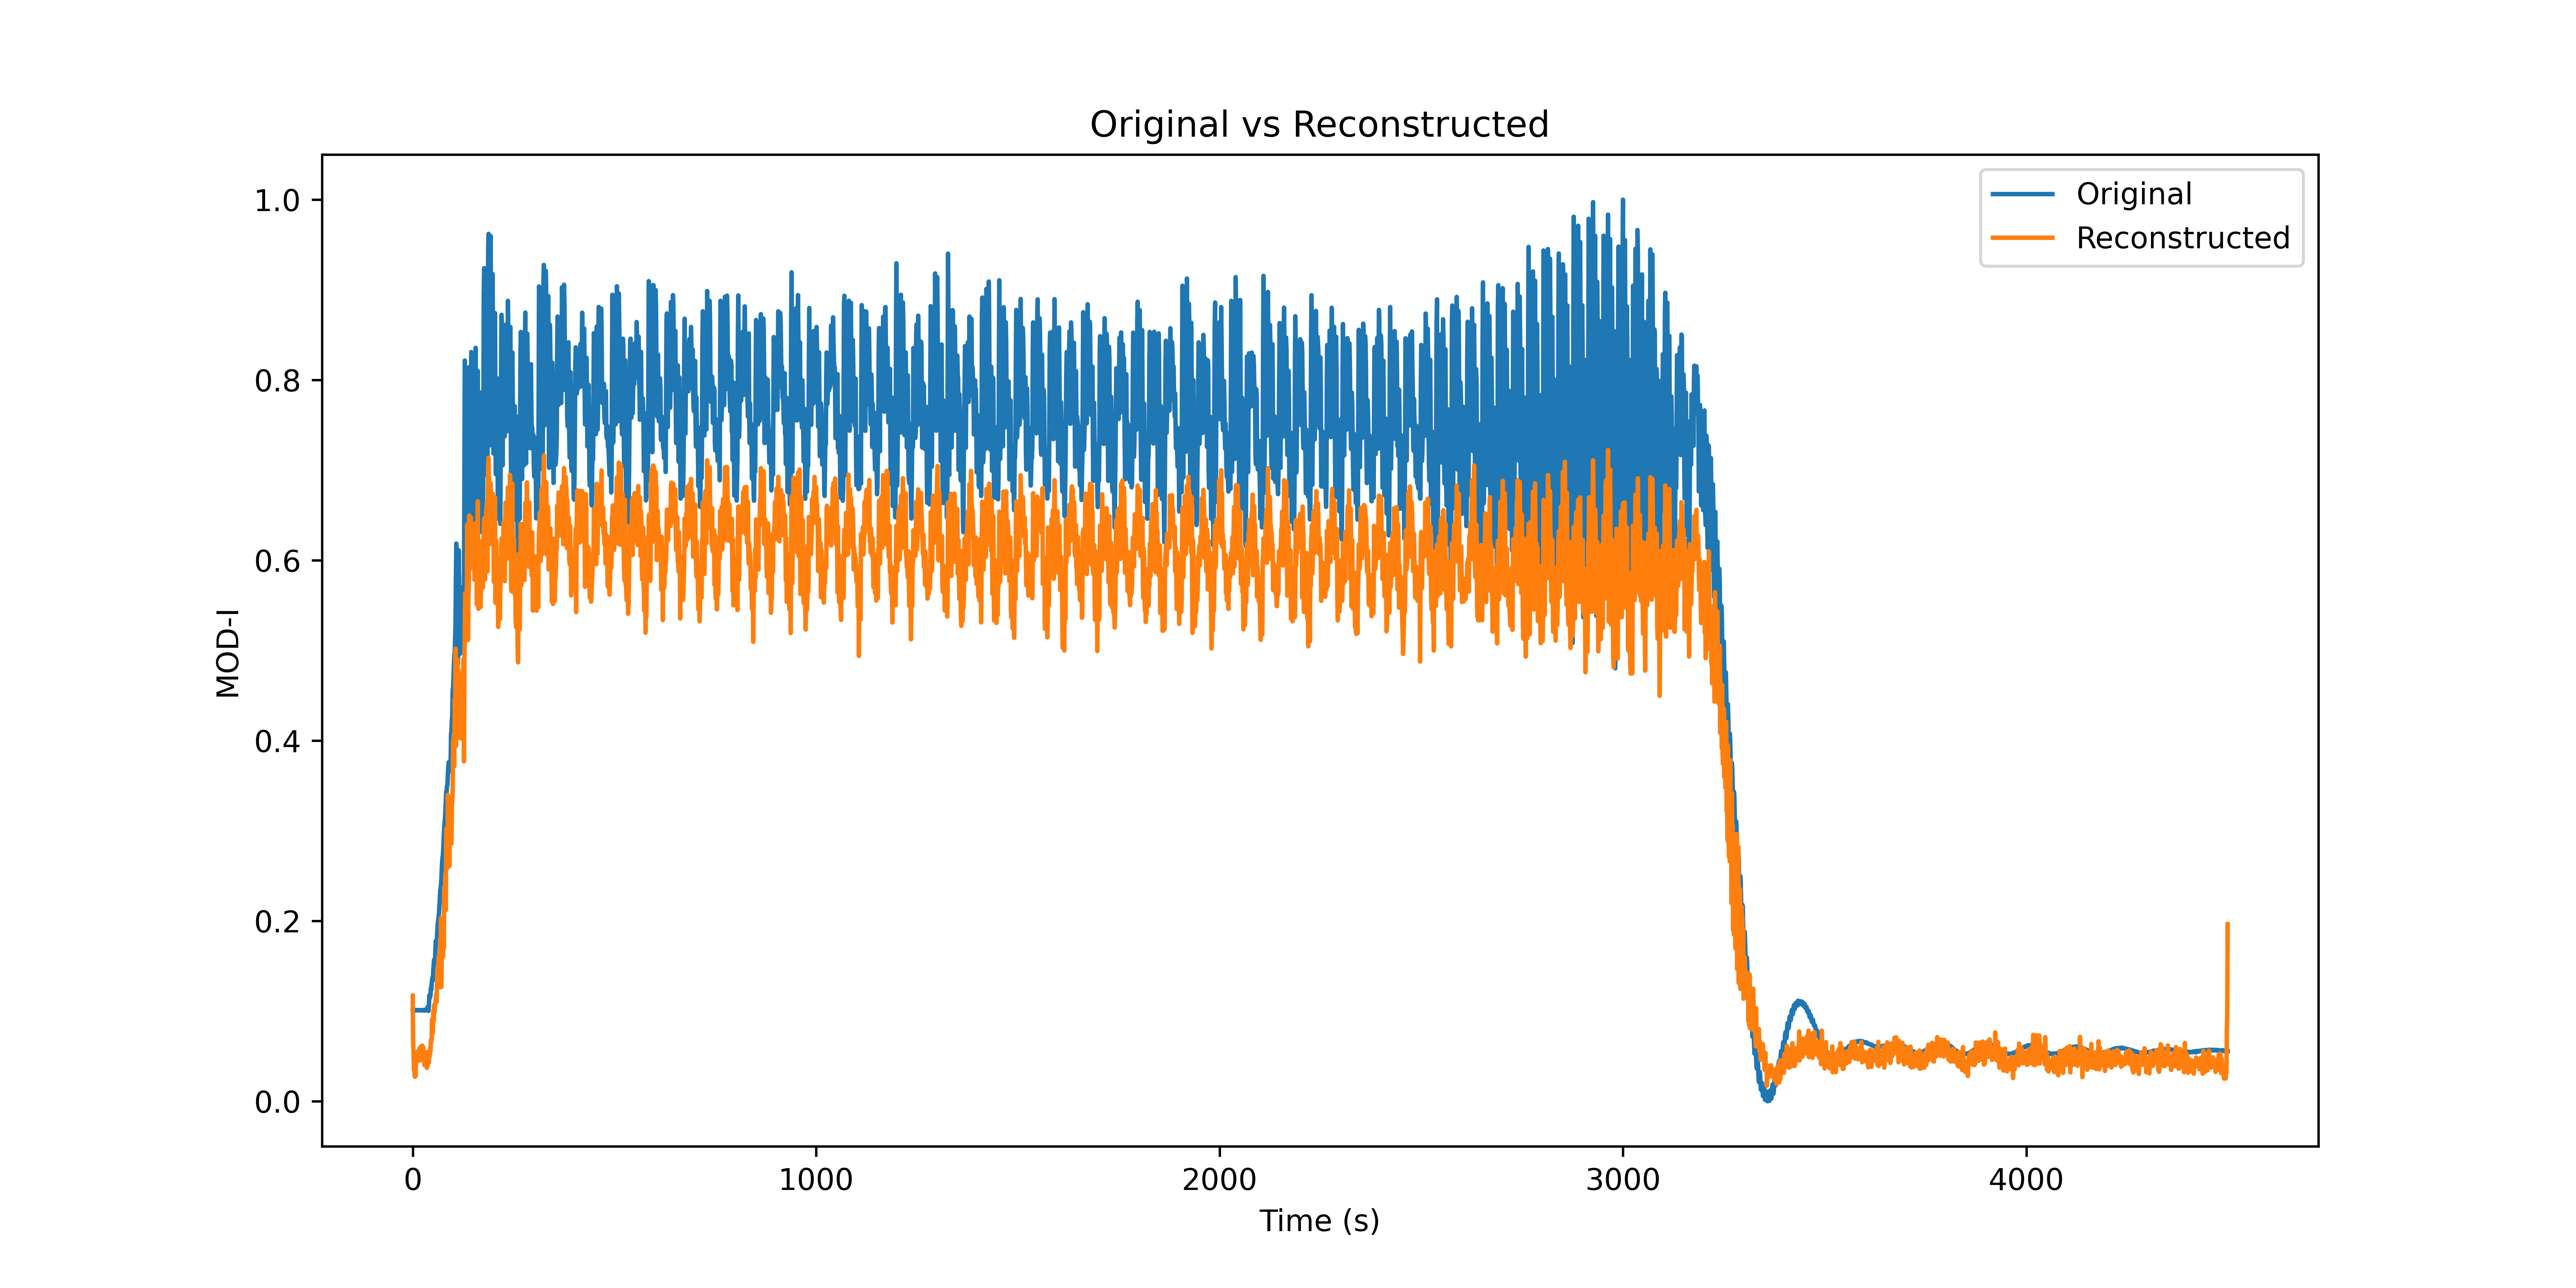 Original vs Reconstructed
Original
Reconstructed
MOD-I
1.0
0.8
0.6
0.4
0.2
0.0
0
1000
2000
3000
4000
Time (s)